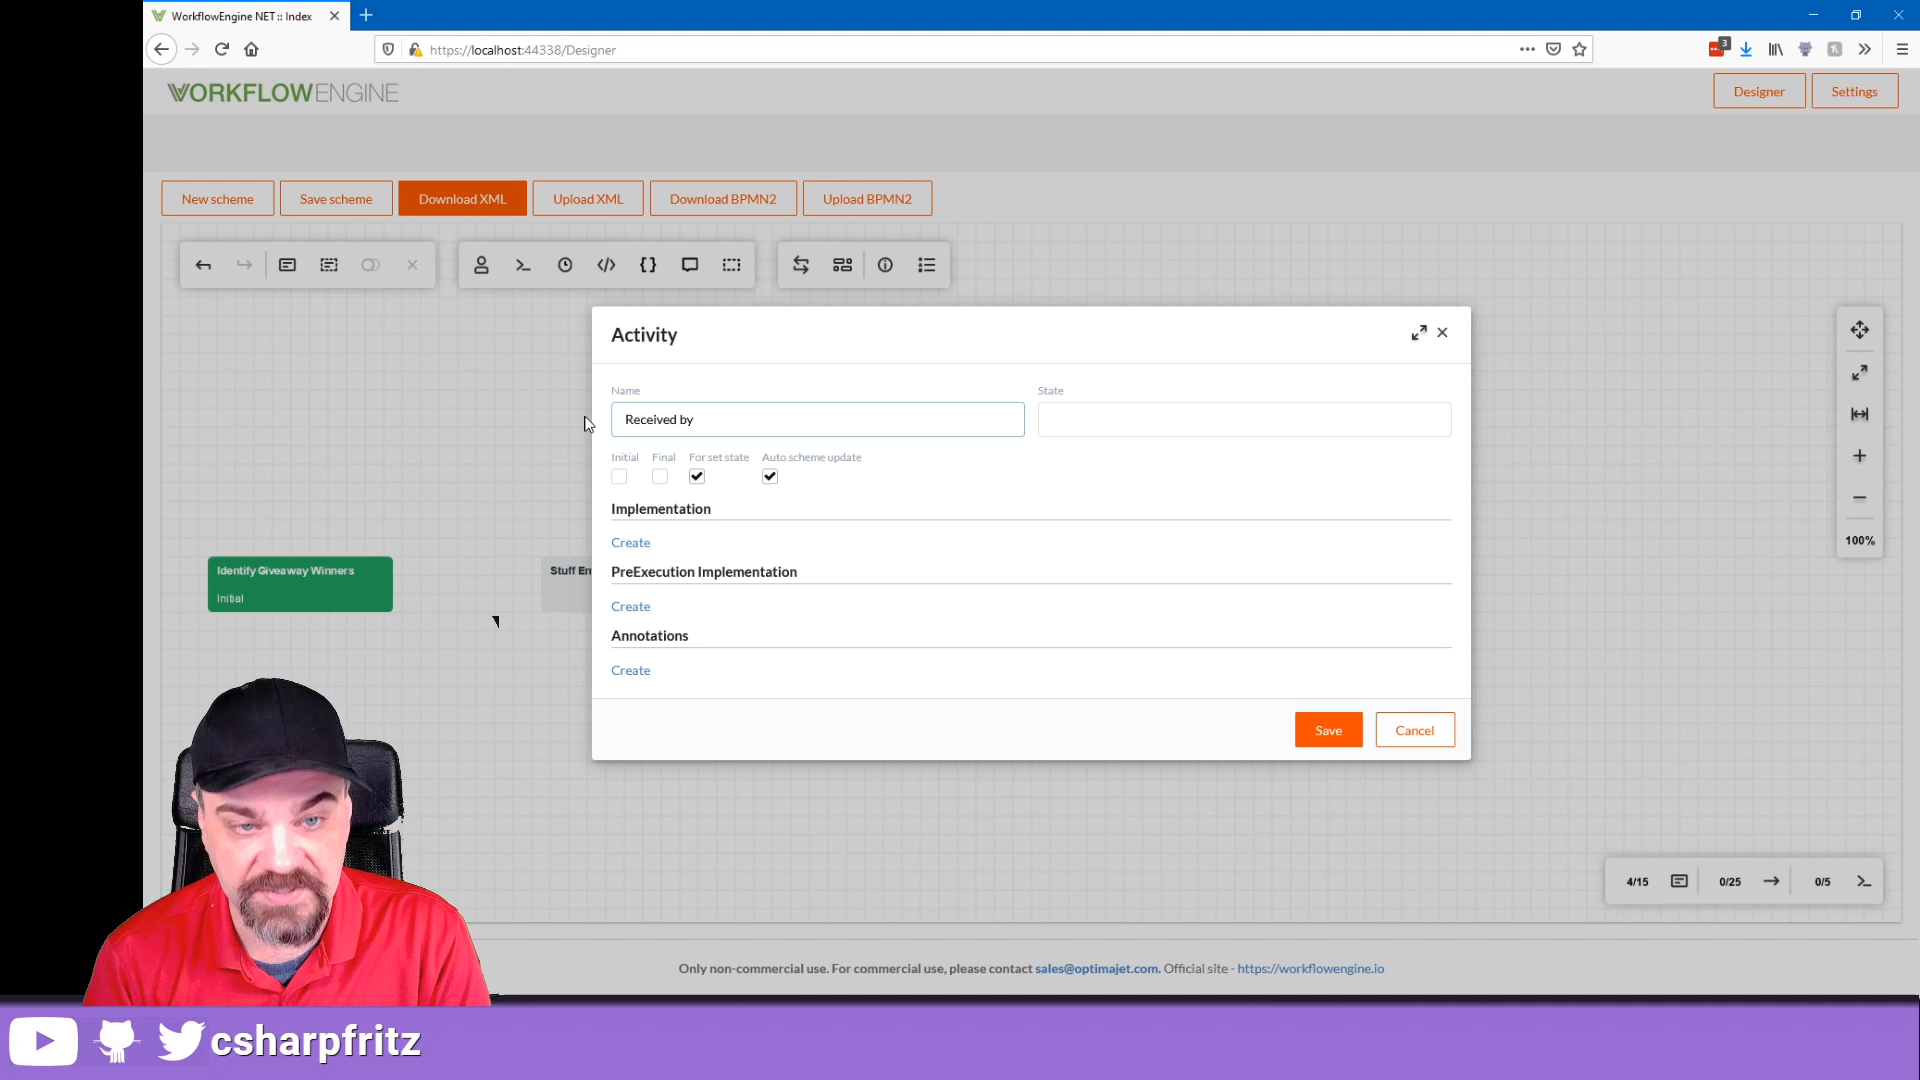 WorkflowEngine NET :: Index
https://localhost:44338/Designer
3
WORKFLOWENGINE
Designer
Settings
New scheme
Save scheme
Download XML
Upload XML
Download BPMN2
Upload BPMN2
Activity
Name
State
Received by
Initial
Final
For set state
Auto scheme update
Implementation
Create
PreExecution Implementation
Create
Annotations
Create
Save
Cancel
Identify Giveaway Winners
Initial
Stuff En
100%
4/15
0/25
0/5
Only non-commercial use. For commercial use, please contact sales@optimajet.com. Official site - https://workflowengine.io
csharpfritz